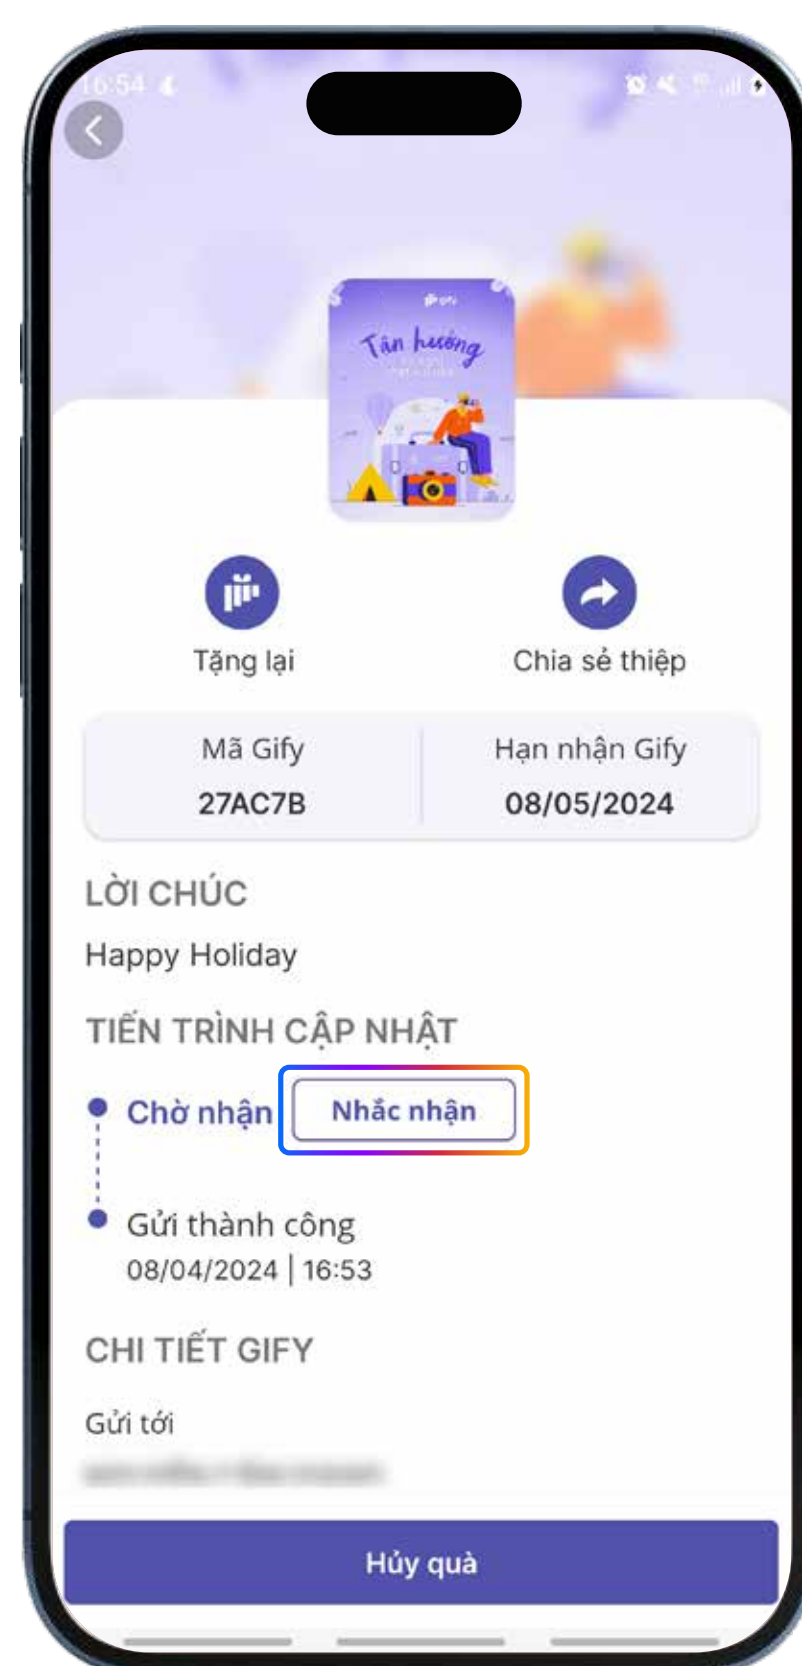 16:54
Tận hưởng
Tặng lại
Chia sẻ thiệp
Mã Gify
Hạn nhận Gify
27AC7B
08/05/2024
LỜI CHÚC
Happy Holiday
TIẾN TRÌNH CẬP NHẬT
Chờ nhận
Nhắc nhận
Gửi thành công
08/04/2024 | 16:53
CHI TIẾT GIFY
Gửi tới
Hủy quà